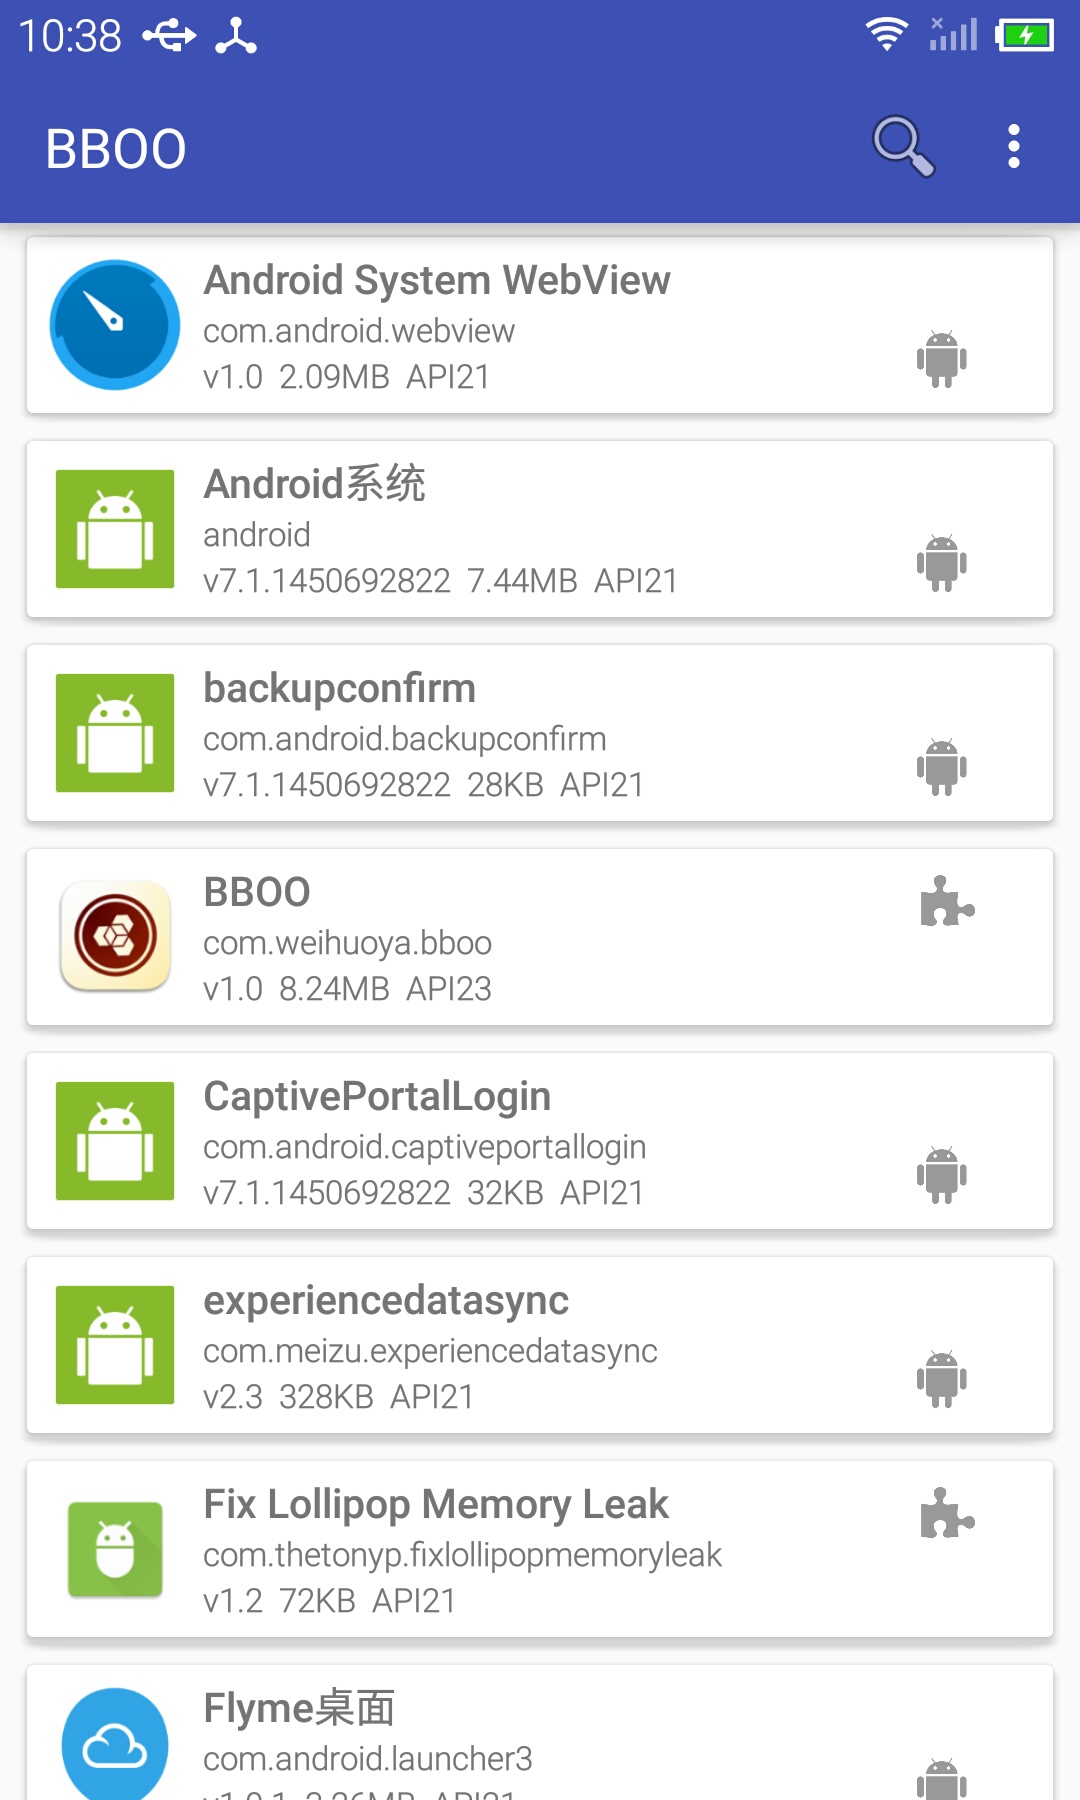 10:38
BBOO
Android System WebView
com.android.webview
v1.0 2.09MB API21
Android系统
android
v7.1.1450692822 7.44MB API21
backupconfirm
com.android.backupconfirm
v7.1.1450692822 28KB API21
BBOO
com.weihuoya.bboo
v1.0 8.24MB API23
CaptivePortalLogin
com.android.captiveportallogin
v7.1.1450692822 32KB API21
experiencedatasync
com.meizu.experiencedatasync
v2.3 328KB API21
Fix Lollipop Memory Leak
com.thetonyp.fixlollipopmemoryleak
v1.2 72KB API21
Flyme桌面
com.android.launcher3